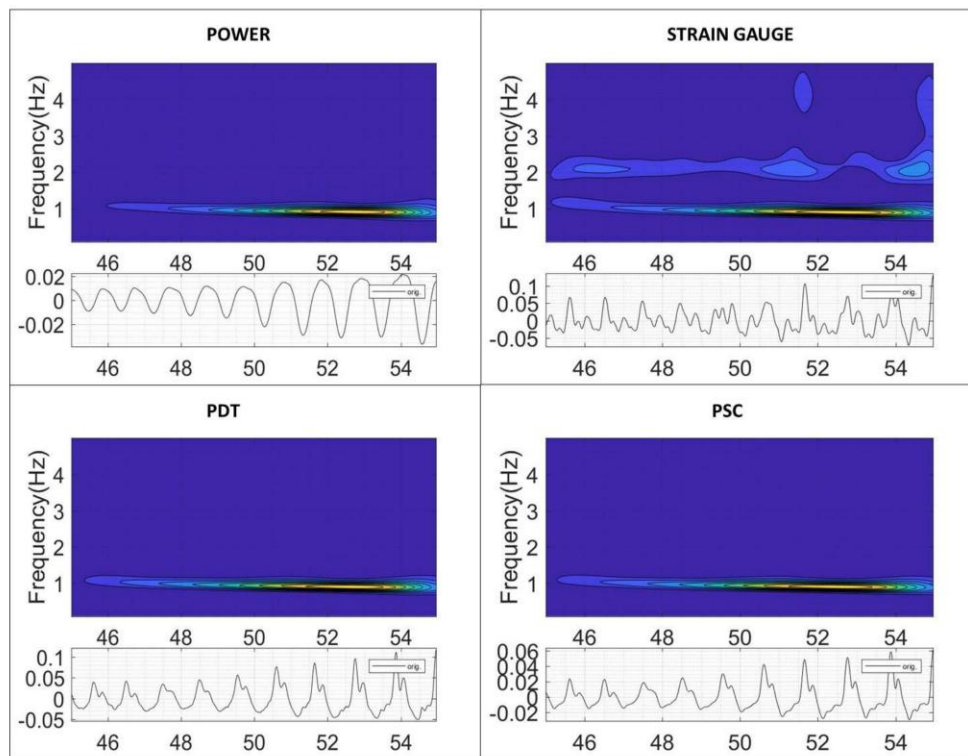 POWER
Frequency(Hz)
4
3
2
1
46 48 50 52 54
0.02
0
-0.02
orig.
46 48 50 52 54
STRAIN GAUGE
Frequency(Hz)
4
3
2
1
46 48 50 52 54
0.1
0.05
0
-0.05
orig.
46 48 50 52 54
PDT
Frequency(Hz)
4
3
2
1
46 48 50 52 54
0.1
0.05
0
-0.05
orig.
46 48 50 52 54
PSC
Frequency(Hz)
4
3
2
1
46 48 50 52 54
0.06
0.04
0.02
0
-0.02
orig.
46 48 50 52 54